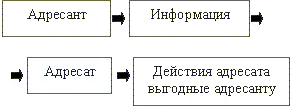 Адресант
Информация
Адресат
Действия адресата
выгодные адресанту